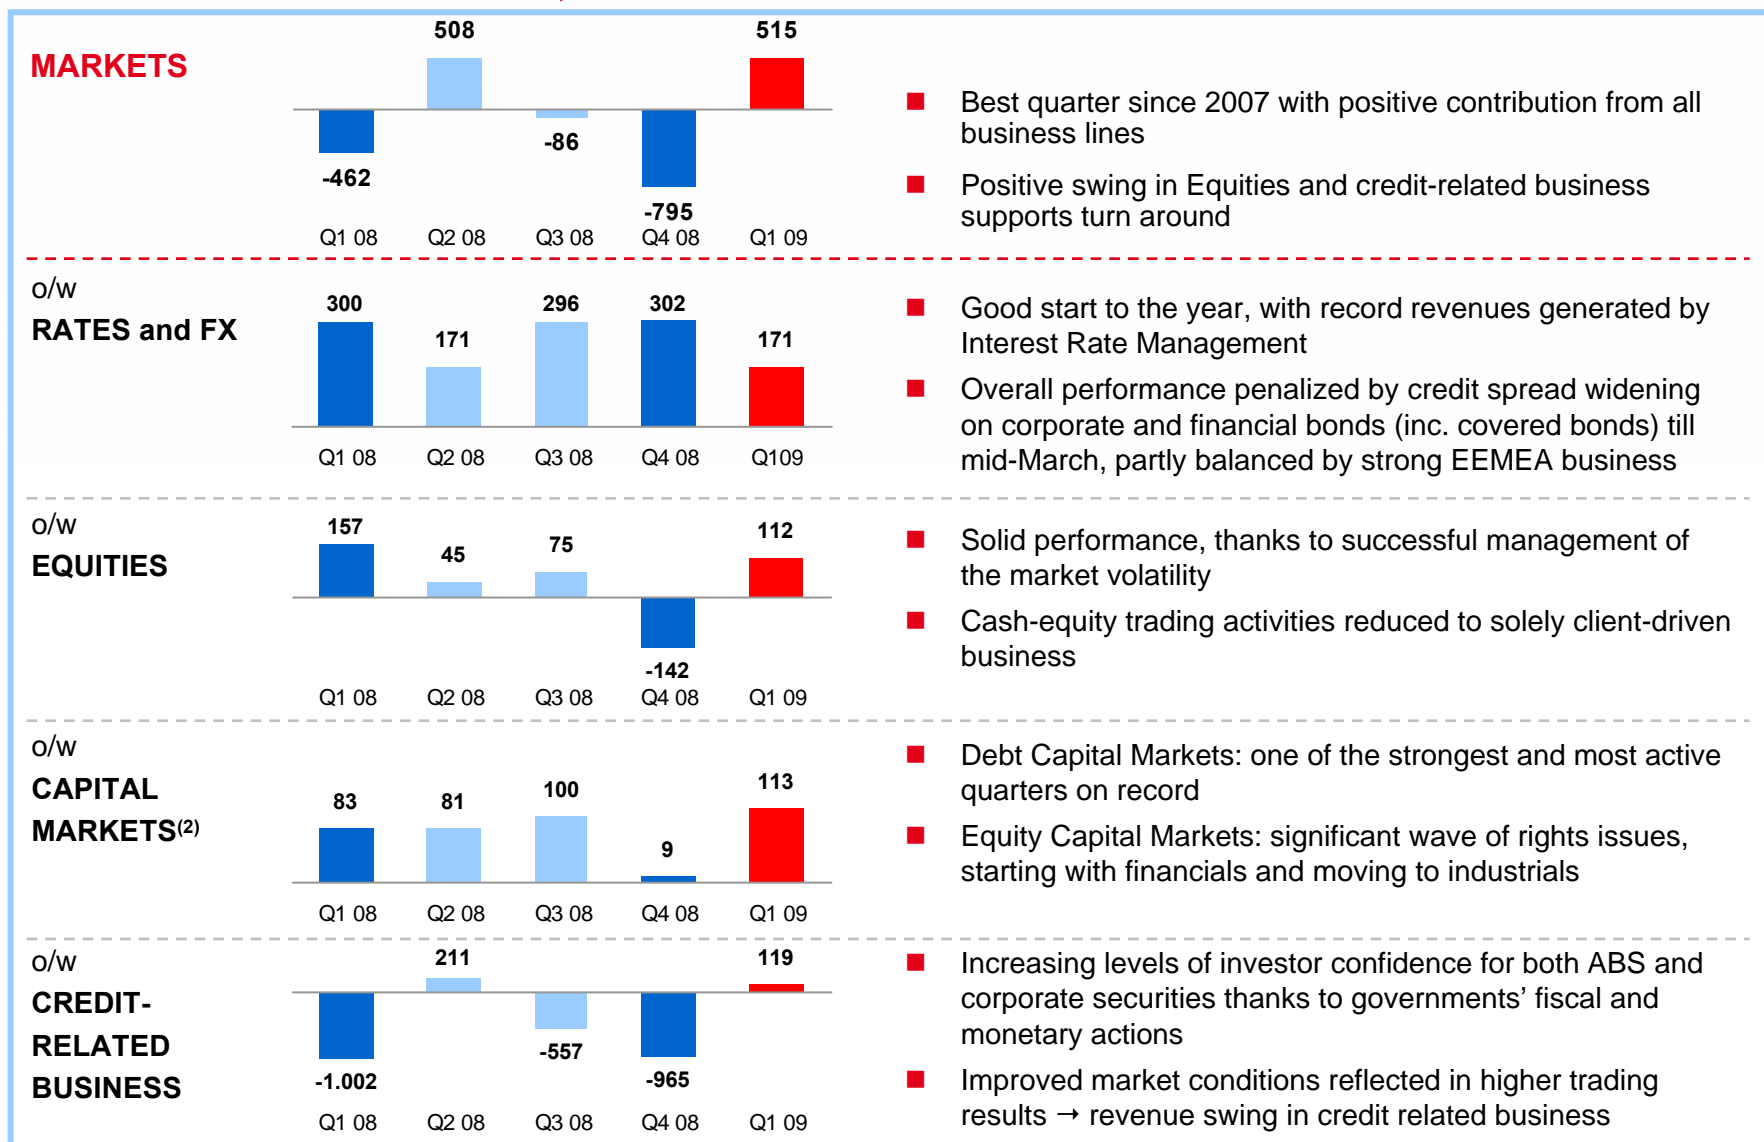 MARKETS
508
515
-462
-86
-795
Q1 08 Q2 08 Q3 08 Q4 08 Q1 09
■ Best quarter since 2007 with positive contribution from all
business lines
■ Positive swing in Equities and credit-related business
supports turn around
o/w
RATES and FX
300 171 296 302 171
Q1 08 Q2 08 Q3 08 Q4 08 Q109
■ Good start to the year, with record revenues generated by
Interest Rate Management
■ Overall performance penalized by credit spread widening
on corporate and financial bonds (inc. covered bonds) till
mid-March, partly balanced by strong EEMEA business
o/w
EQUITIES
157 45 75 -142 112
Q1 08 Q2 08 Q3 08 Q4 08 Q1 09
■ Solid performance, thanks to successful management of
the market volatility
■ Cash-equity trading activities reduced to solely client-driven
business
o/w
CAPITAL
MARKETS(2)
83 81 100 9 113
Q1 08 Q2 08 Q3 08 Q4 08 Q1 09
■ Debt Capital Markets: one of the strongest and most active
quarters on record
■ Equity Capital Markets: significant wave of rights issues,
starting with financials and moving to industrials
o/w
CREDIT-
RELATED
BUSINESS
-1.002 211 -557 -965 119
Q1 08 Q2 08 Q3 08 Q4 08 Q1 09
■ Increasing levels of investor confidence for both ABS and
corporate securities thanks to governments’ fiscal and
monetary actions
■ Improved market conditions reflected in higher trading
results → revenue swing in credit related business